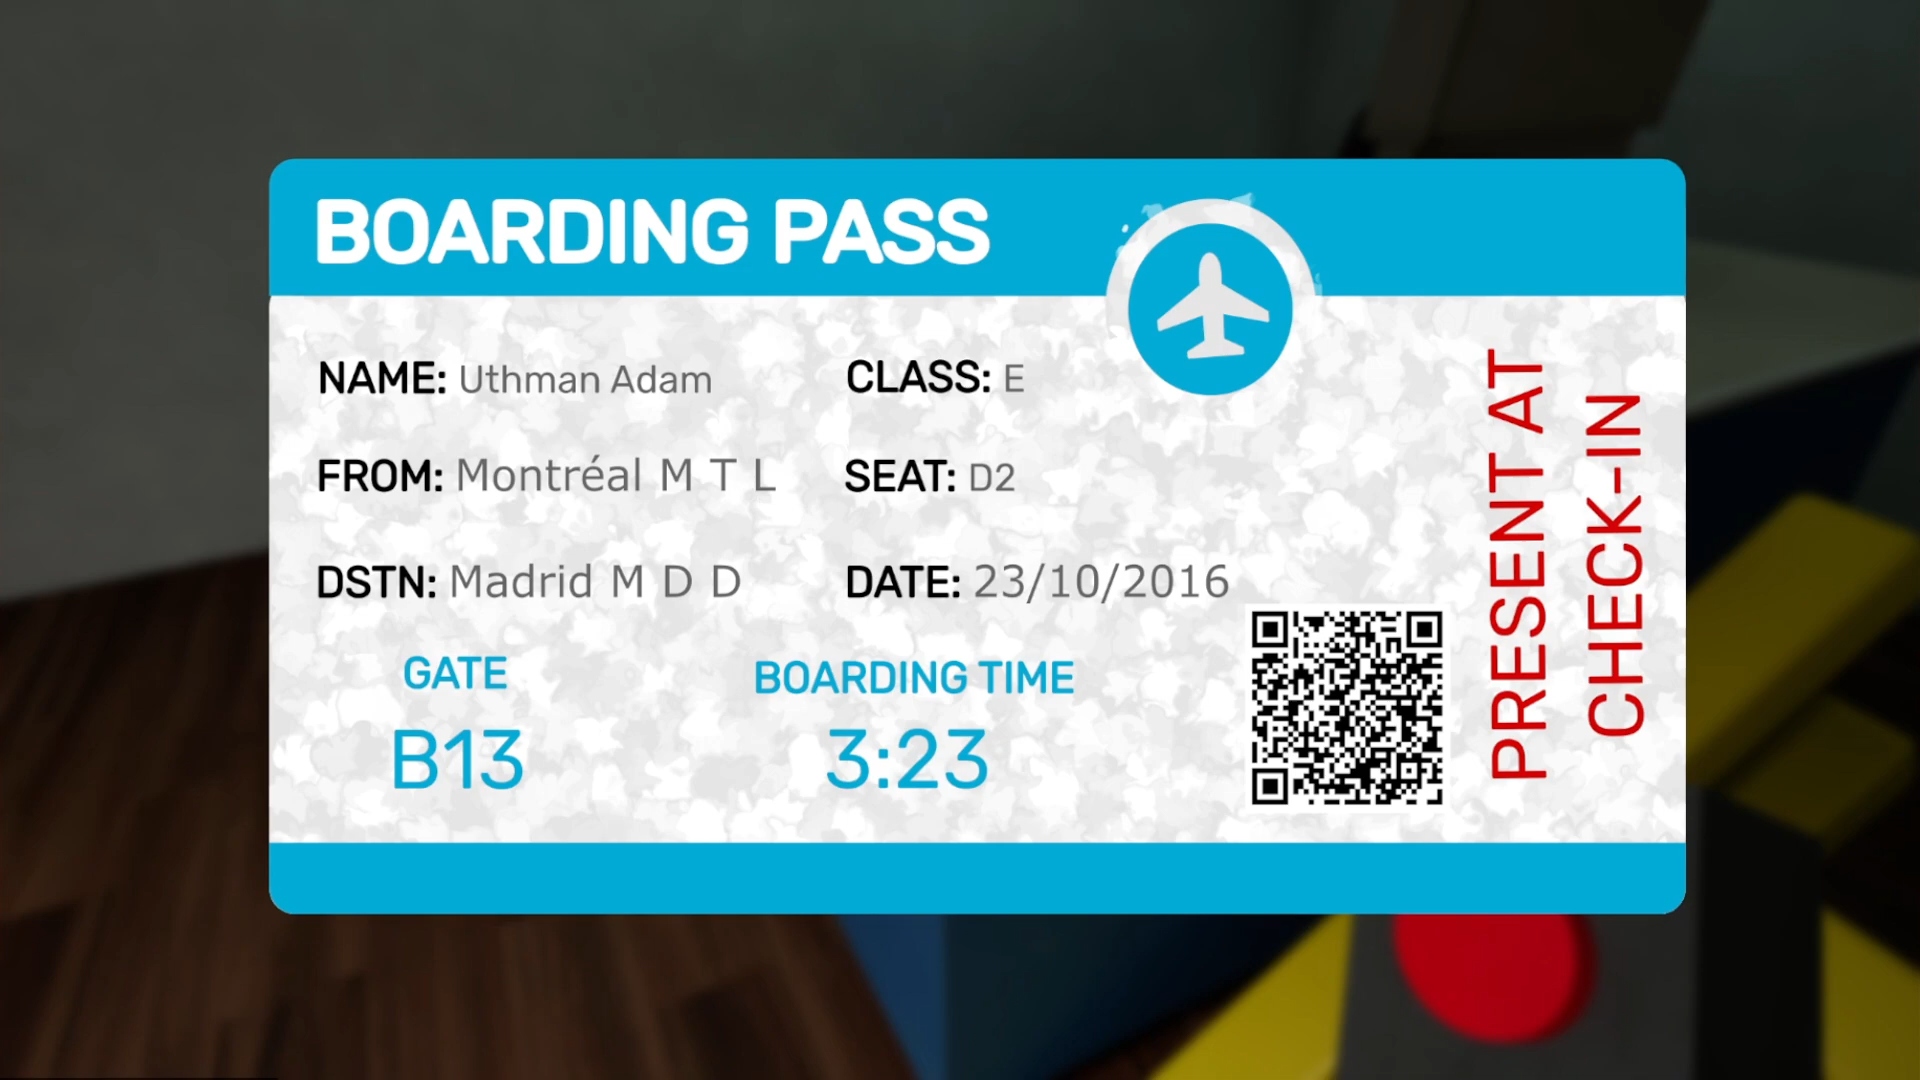 BOARDING PASS
NAME: Uthman Adam
CLASS: E
FROM: Montréal M T L
SEAT: D2
DSTN: Madrid M D D
DATE: 23/10/2016
GATE
BOARDING TIME
B13
3:23
PRESENT AT
CHECK-IN